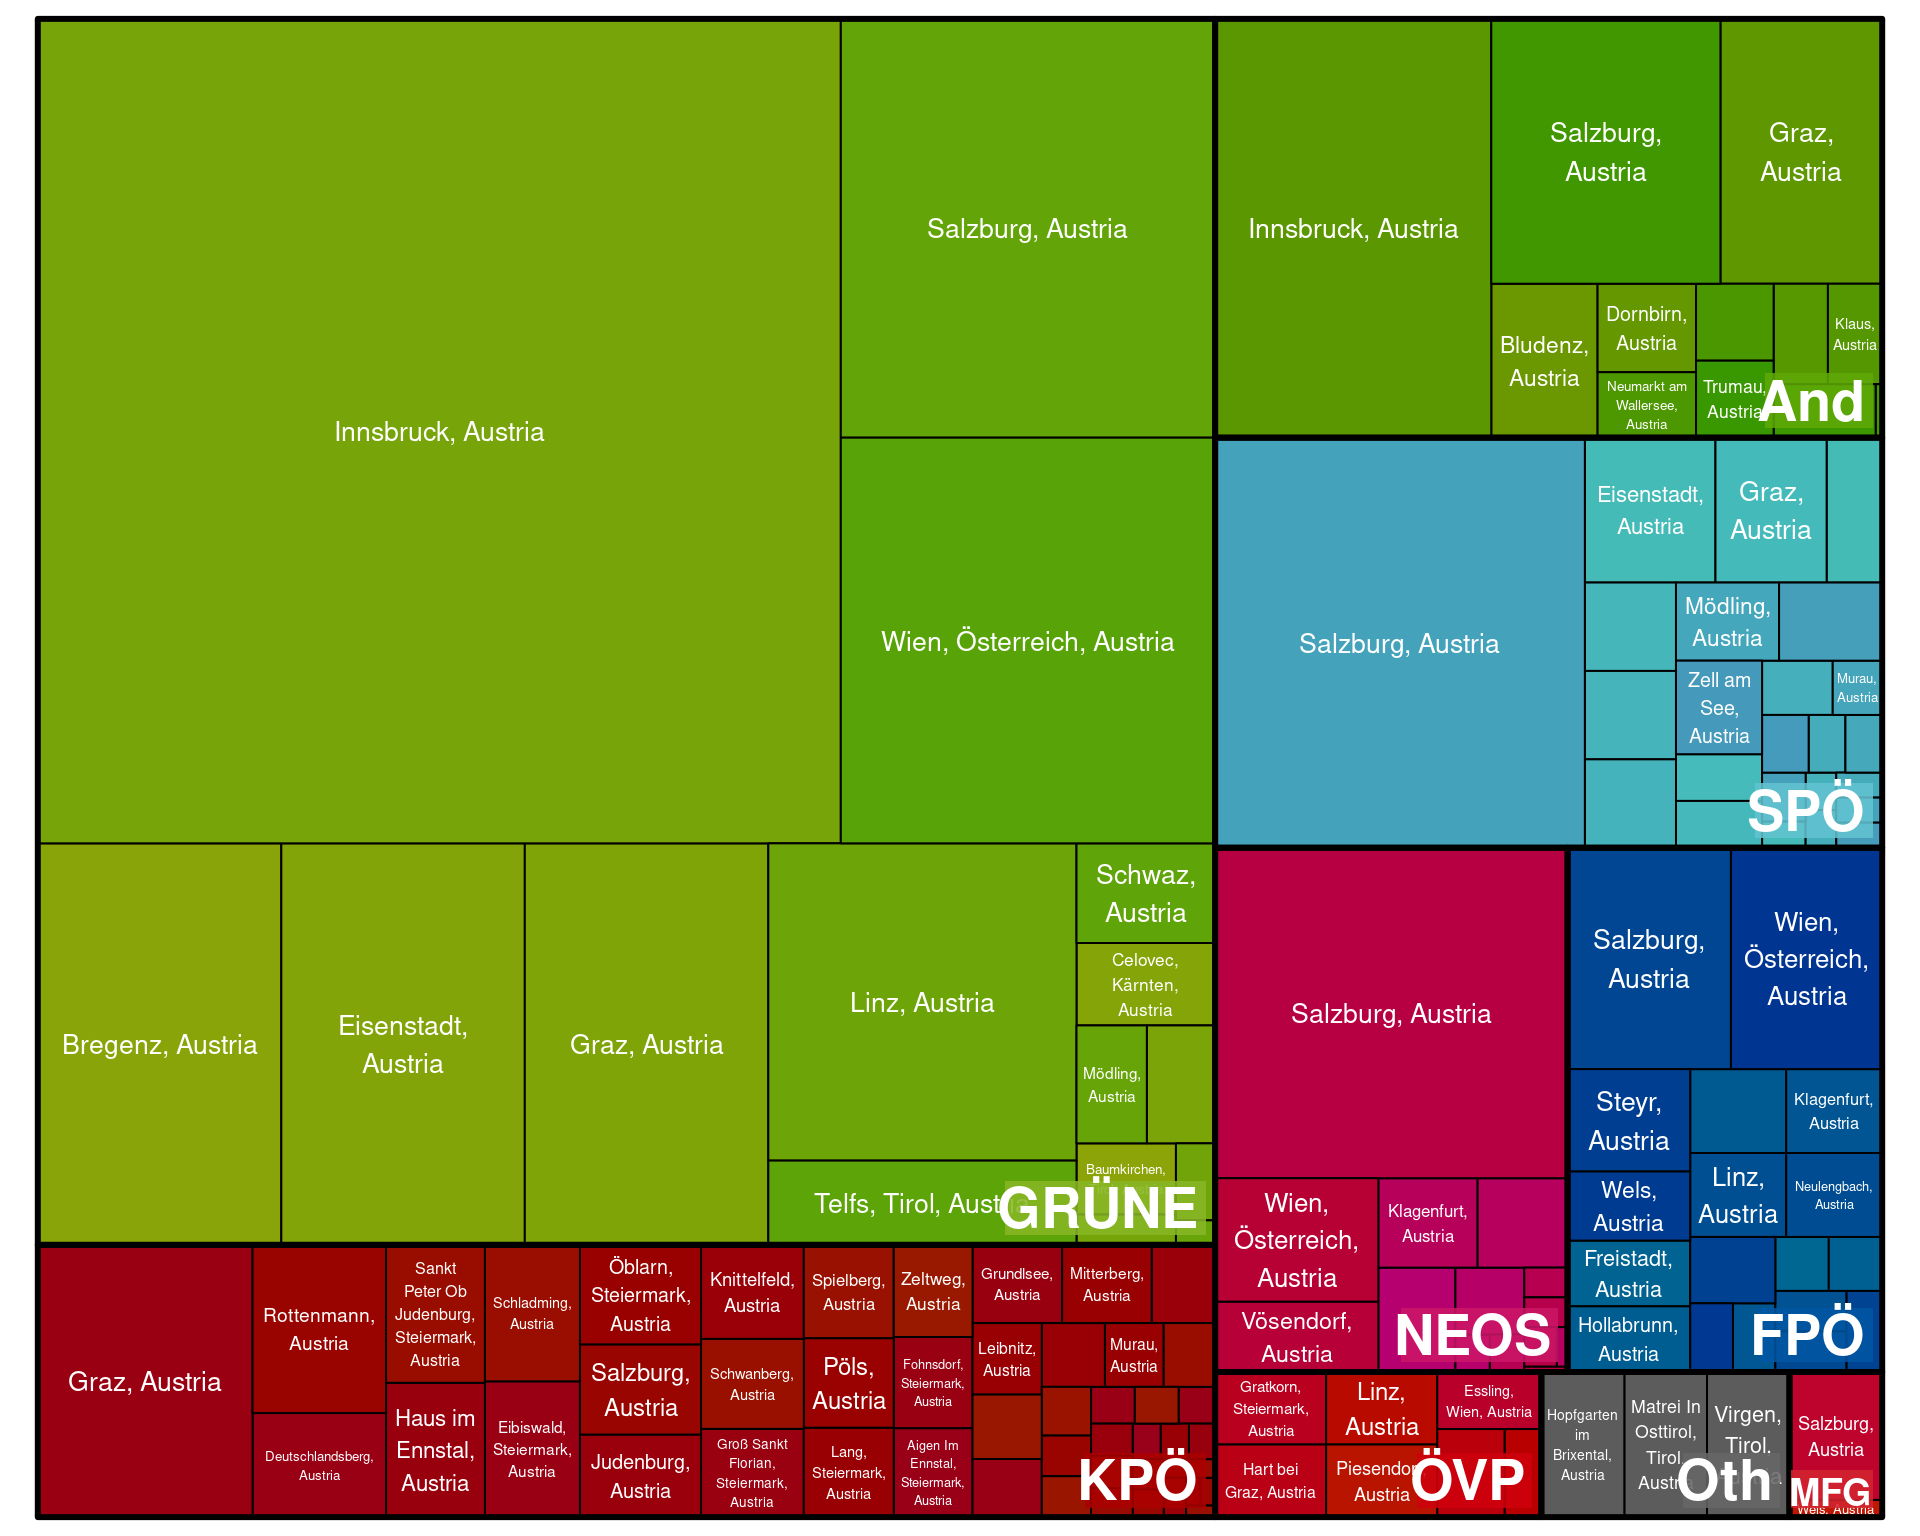 Innsbruck, Austria
Salzburg, Austria
Wien, Österreich, Austria
Bregenz, Austria
Eisenstadt,
Austria
Graz, Austria
Linz, Austria
Telfs, Tirol, Aust
Schwaz,
Austria
Celovec,
Kärnten,
Austria
Mödling,
Austria
Baumkirchen,
GRÜNE
Innsbruck, Austria
Salzburg,
Austria
Graz,
Austria
Bludenz,
Austria
Dornbirn,
Austria
Neumarkt am
Wallersee,
Austria
Trumau,
Austria
Klaus,
Austria
And
Salzburg, Austria
Eisenstadt,
Austria
Graz,
Austria
Mödling,
Austria
Zell am
See,
Austria
Murau,
Austria
SPÖ
Salzburg, Austria
Wien,
Österreich,
Austria
Vösendorf,
Austria
Klagenfurt,
Austria
NEOS
Salzburg,
Austria
Wien,
Österreich,
Austria
Steyr,
Austria
Wels,
Austria
Freistadt,
Austria
Hollabrunn,
Austria
Klagenfurt,
Austria
Linz,
Austria
Neulengbach,
Austria
FPÖ
Graz, Austria
Rottenmann,
Austria
Deutschlandsberg,
Austria
Sankt
Peter Ob
Judenburg,
Steiermark,
Austria
Haus im
Ennstal,
Austria
Schladming,
Austria
Eibiswald,
Steiermark,
Austria
Öblarn,
Steiermark,
Austria
Salzburg,
Austria
Judenburg,
Austria
Knittelfeld,
Austria
Schwanberg,
Austria
Groß Sankt
Florian,
Steiermark,
Austria
Spielberg,
Austria
Pöls,
Austria
Lang,
Steiermark,
Austria
Zeltweg,
Austria
Fohnsdorf,
Steiermark,
Austria
Aigen Im
Ennstal,
Steiermark,
Austria
Grundlsee,
Austria
Leibnitz,
Austria
Mitterberg,
Austria
Murau,
Austria
KPÖ
Gratkorn,
Steiermark,
Austria
Hart bei
Graz, Austria
Linz,
Austria
Piesendor
Austria
Essling,
Wien, Austria
ÖVP
Hopfgarten
im
Brixental,
Austria
Matrei In
Osttirol,
Tirol,
Austr
Virgen,
Tirol.
Oth
Salzburg,
Austria
MFG
Wels, Austria